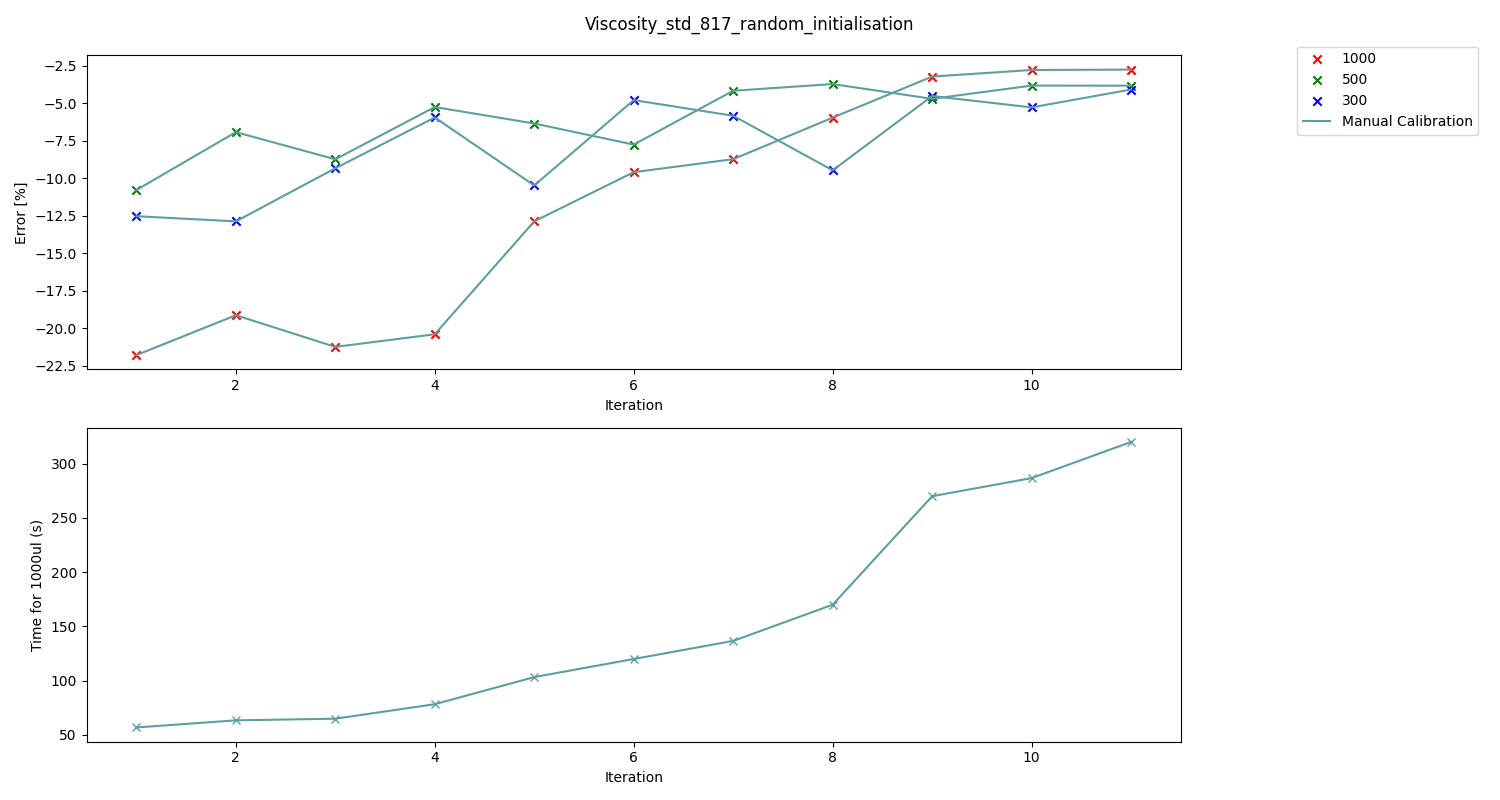 Viscosity_std_817_random_initialisation
1000
500
300
Manual Calibration
Error [%]
−2.5
−5.0
−7.5
−10.0
−12.5
−15.0
−17.5
−20.0
−22.5
2 4 6 8 10
Iteration
Time for 1000ul (s)
300
250
200
150
100
50
2 4 6 8 10
Iteration